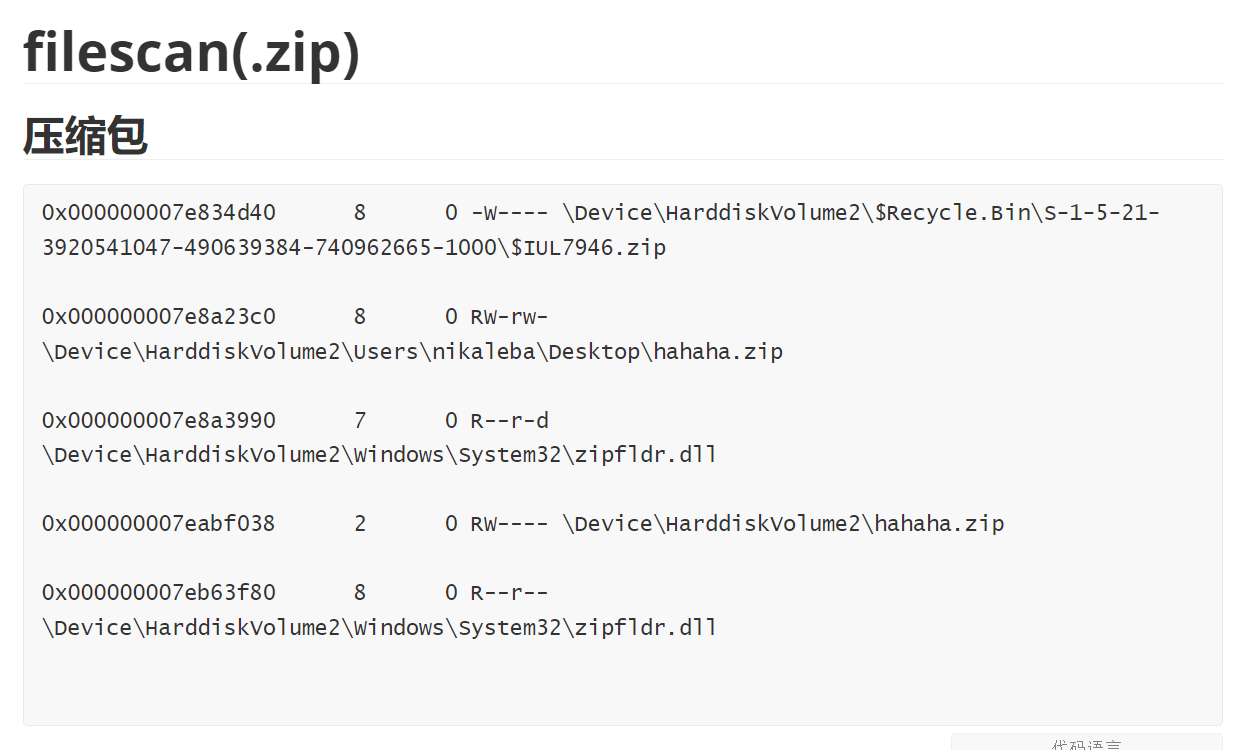 filescan(.zip)
压缩包
0x000000007e834d40      8      0 -W---- \Device\HarddiskVolume2\$Recycle.Bin\S-1-5-21-
3920541047-490639384-740962665-1000\$IUL7946.zip
0x000000007e8a23c0      8      0 RW-rw-
\Device\HarddiskVolume2\Users\nikaleba\Desktop\hahaha.zip
0x000000007e8a3990      7      0 R--r-d
\Device\HarddiskVolume2\Windows\System32\zipfldr.dll
0x000000007eabf038      2      0 RW---- \Device\HarddiskVolume2\hahaha.zip
0x000000007eb63f80      8      0 R--r--
\Device\HarddiskVolume2\Windows\System32\zipfldr.dll
代码语言